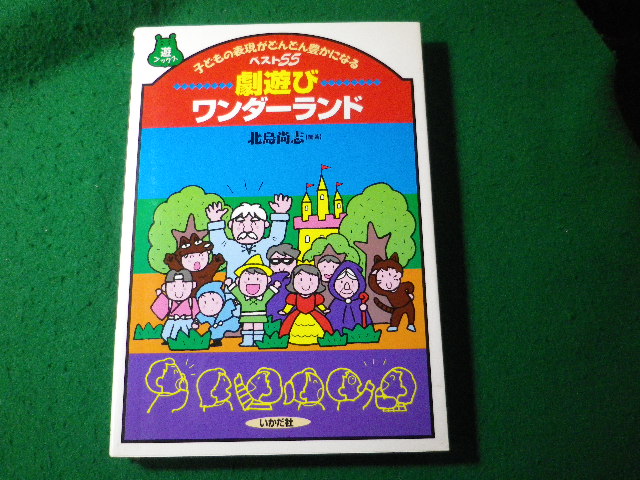 遊
ブックス
子どもの表現がどんどん豊かになる
ベスト55
劇遊び
ワンダーランド
北島尚志[編著]
いかだ社